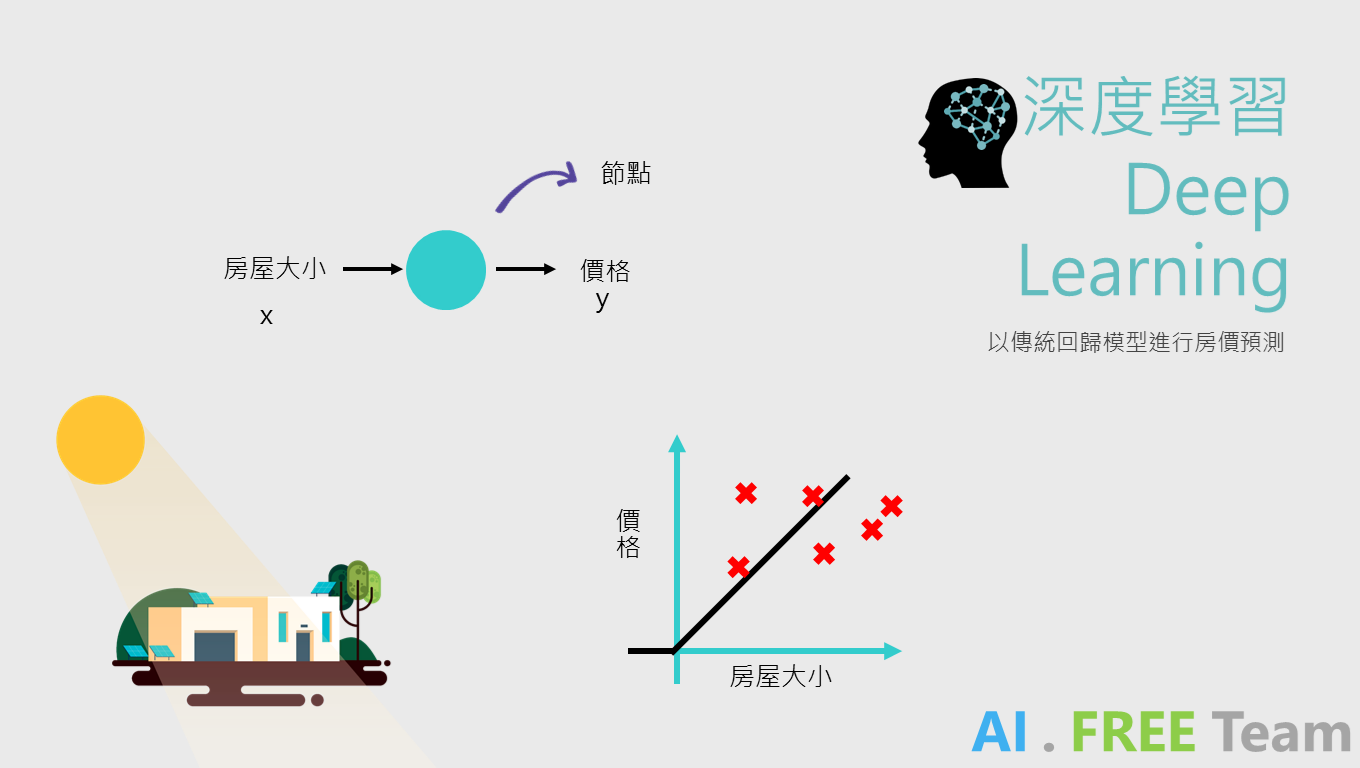 深度學習
Deep
Learning
以傳統回歸模型進行房價預測
節點
房屋大小
x
價格
y
價格
房屋大小
AI . FREE Team